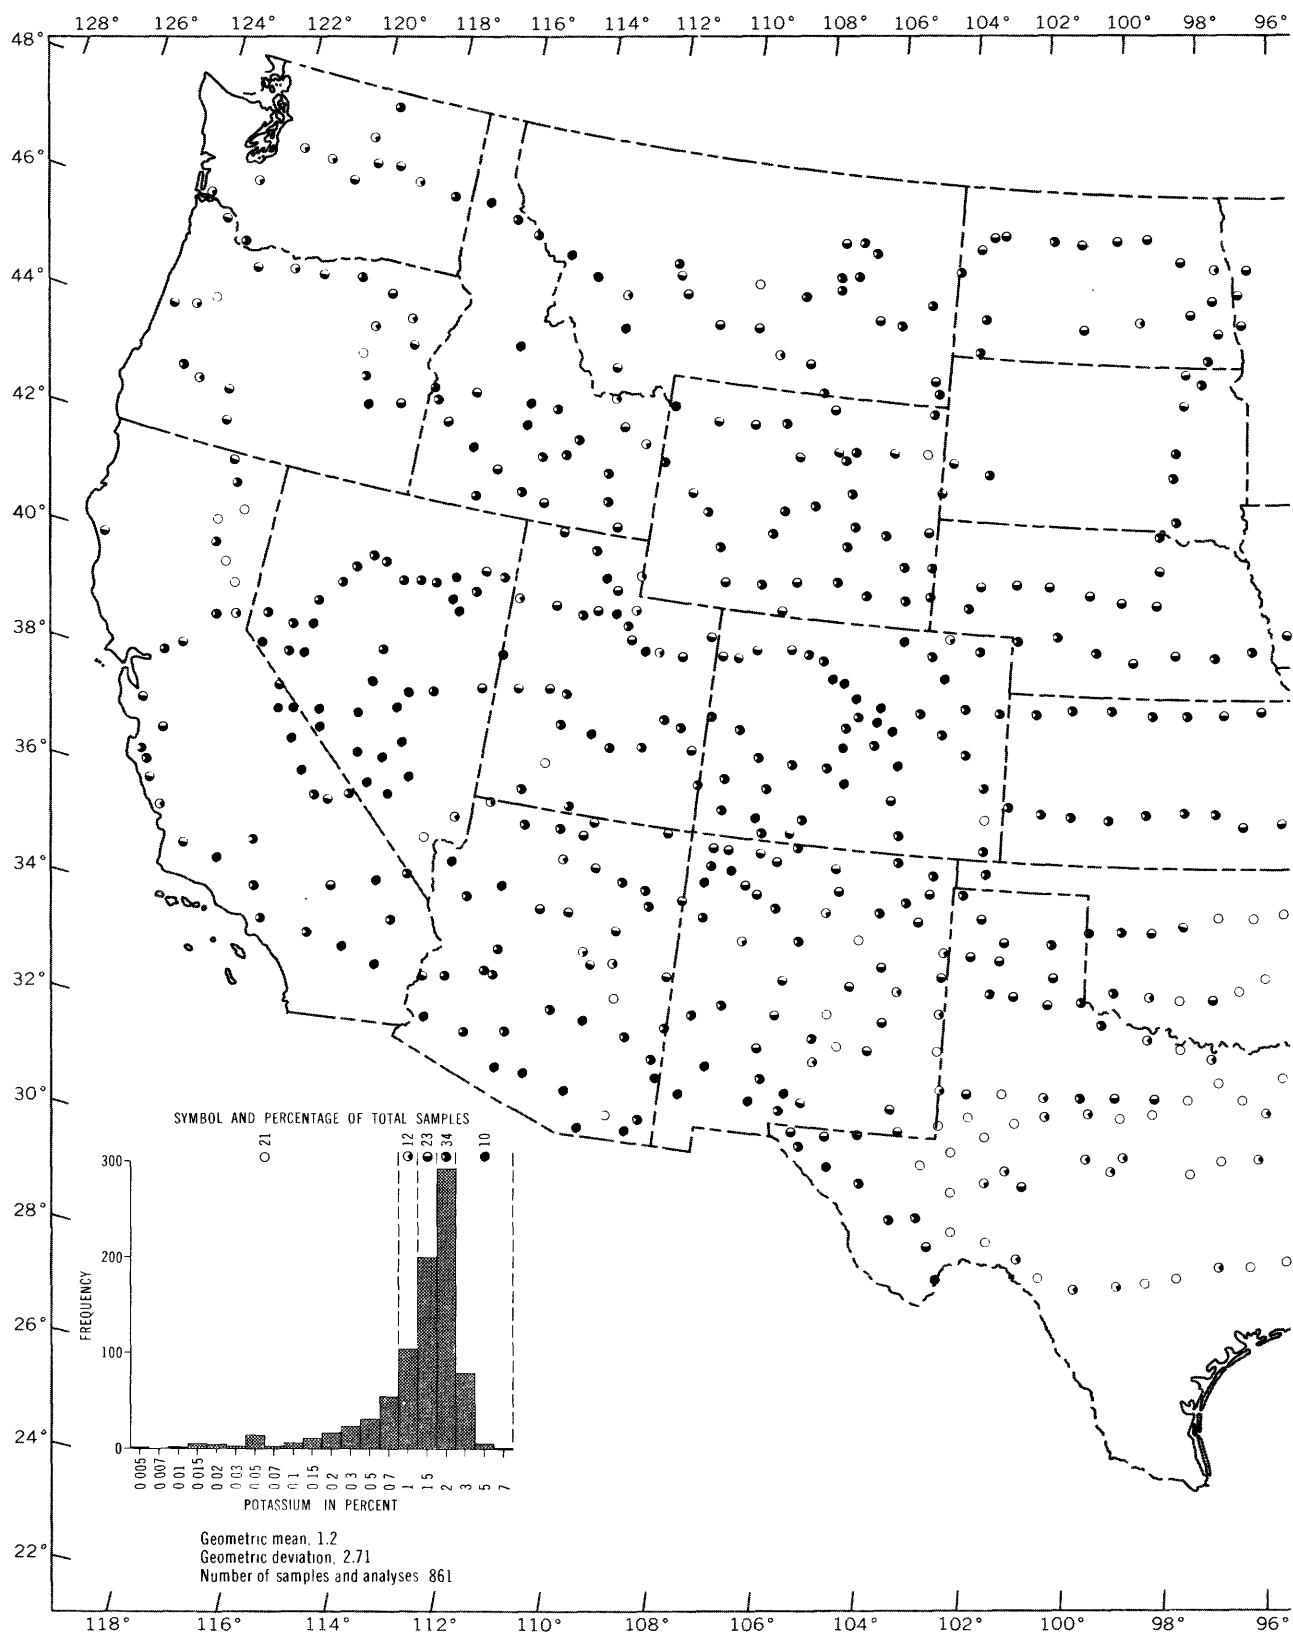 128° 126° 124° 122° 120° 118° 116° 114° 112° 110° 108° 106° 104° 102° 100° 98° 96°
48°
46°
44°
42°
40°
38°
36°
34°
32°
30°
28°
26°
24°
22°
SYMBOL AND PERCENTAGE OF TOTAL SAMPLES
21 12 23 34 10
300
200
100
0
FREQUENCY
0 005 0 007 0 01 0 015 0 02 0 03 0 05 0 07 0 1 0 15 0 2 0 3 0 5 0 7 1 1 5 2 3 5 7
POTASSIUM IN PERCENT
Geometric mean, 1.2
Geometric deviation, 2.71
Number of samples and analyses 861
118° 116° 114° 112° 110° 108° 106° 104° 102° 100° 98° 96°